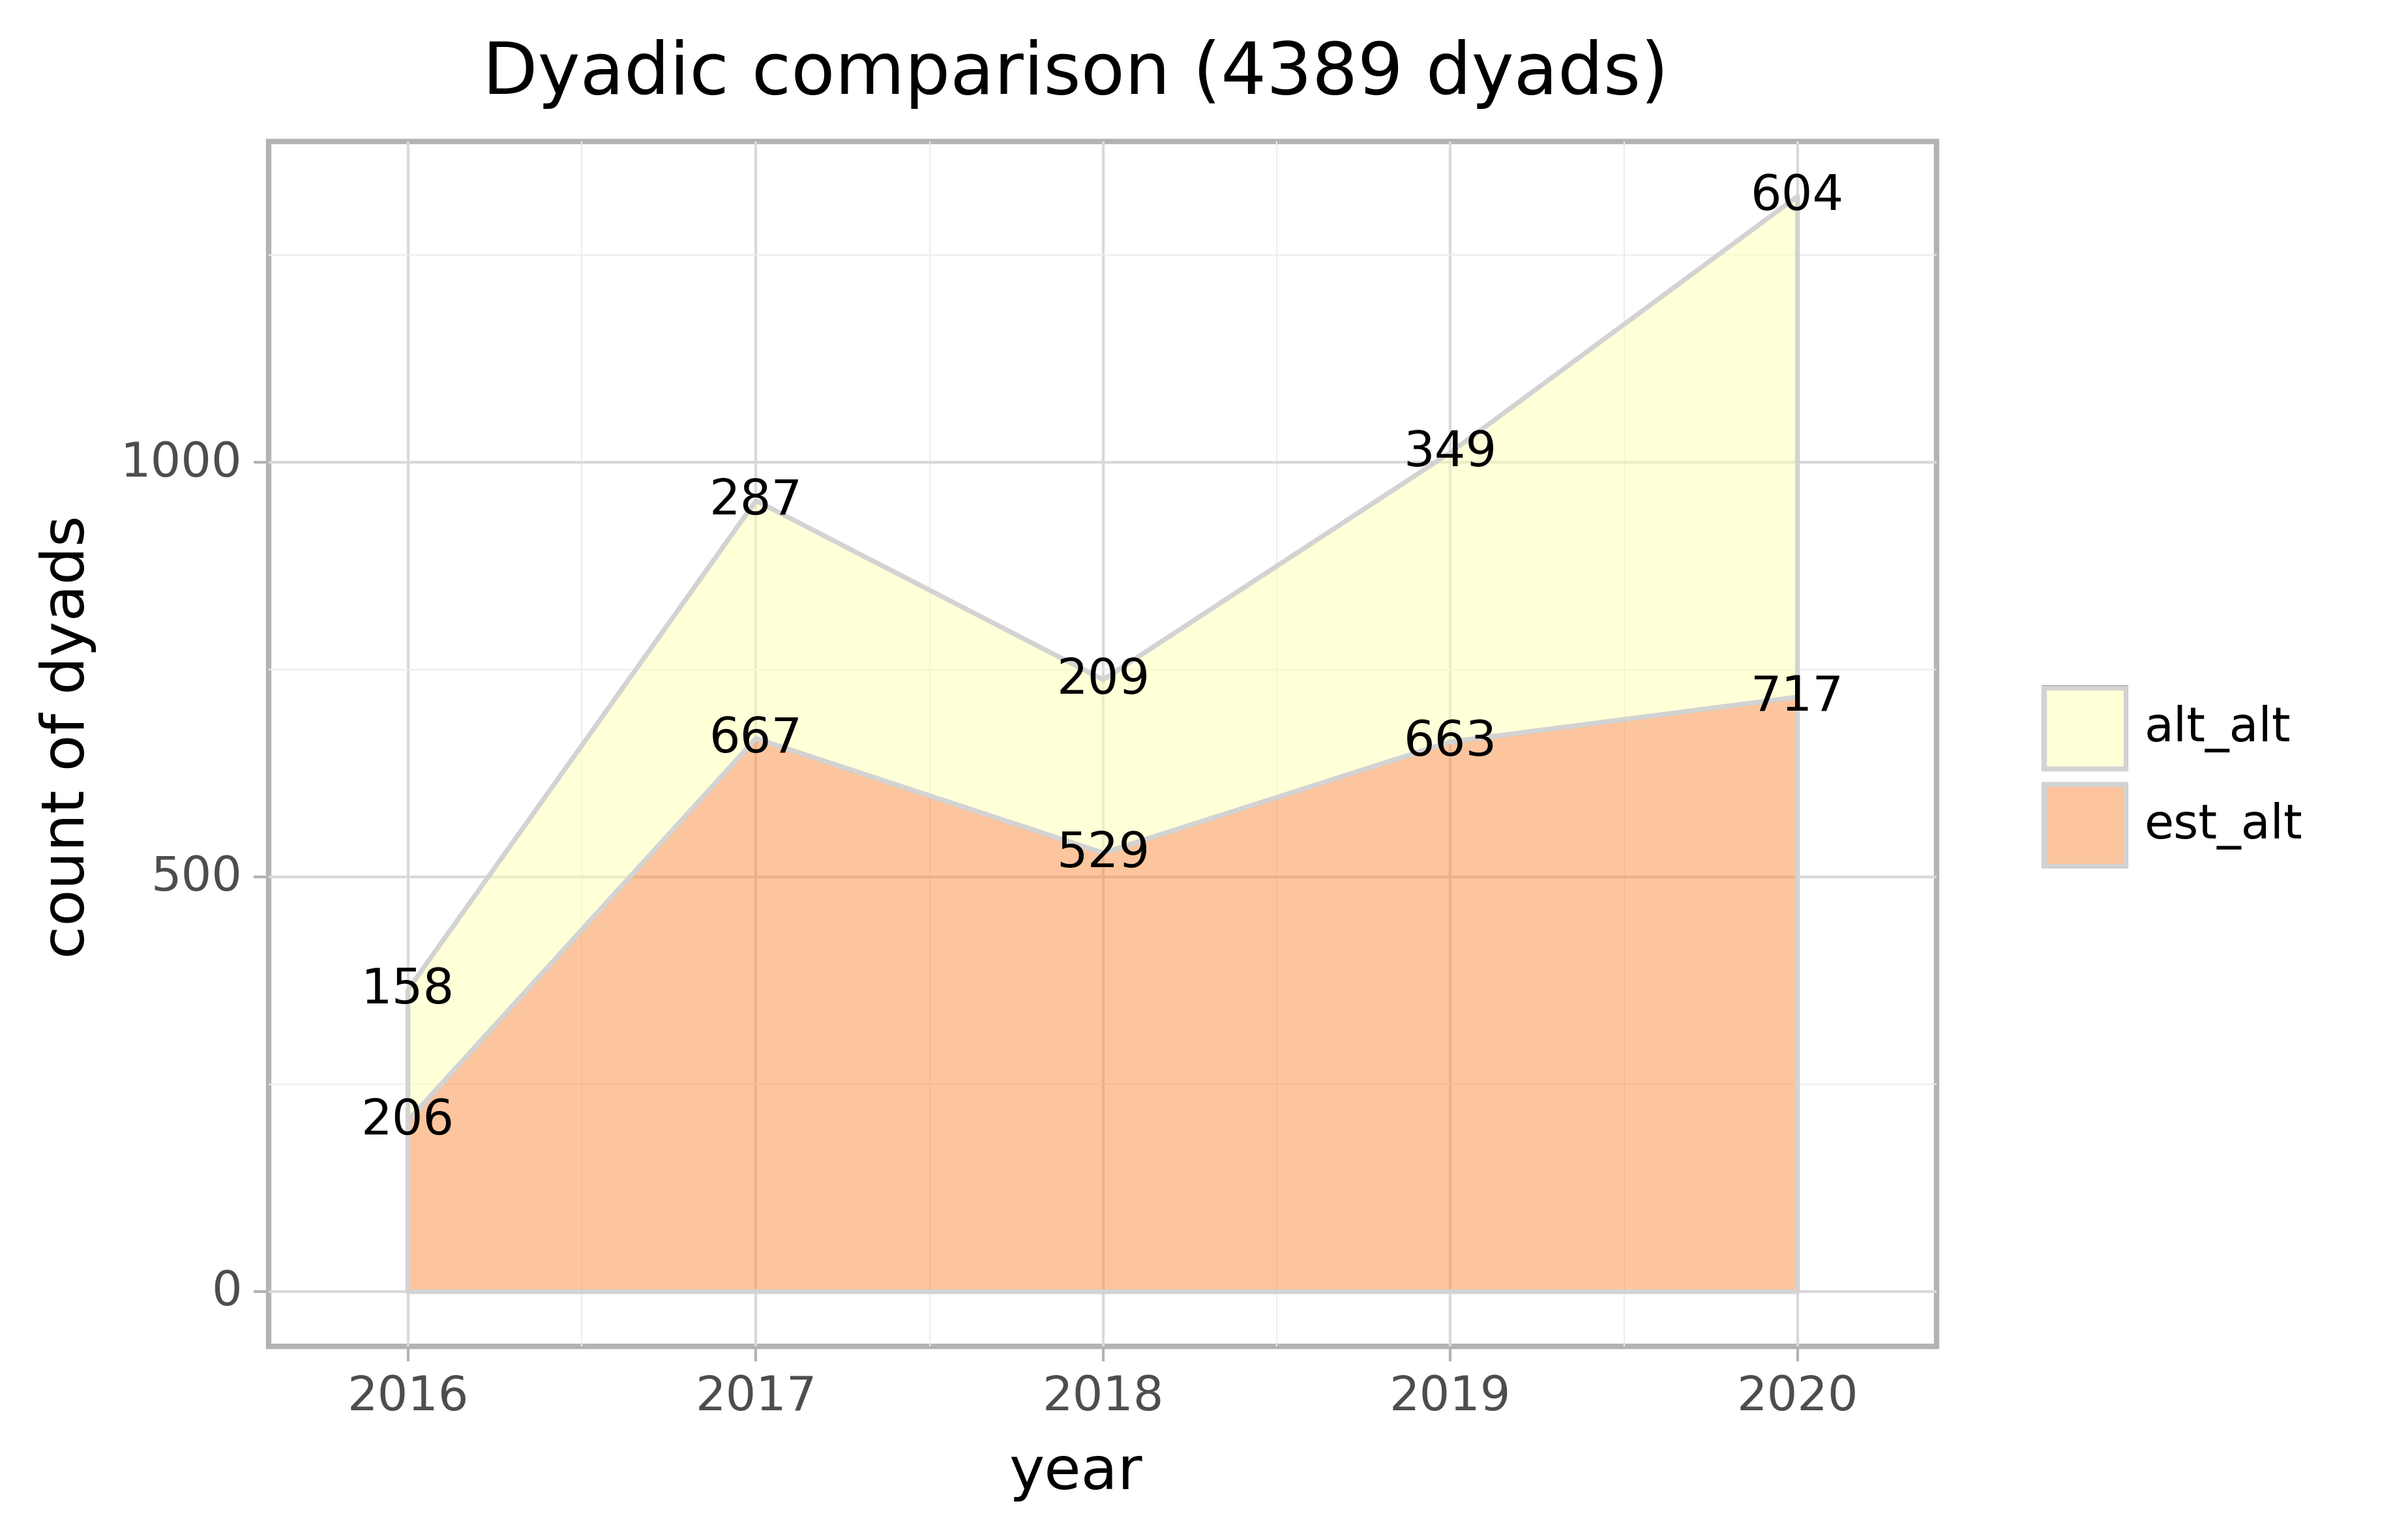 Dyadic comparison (4389 dyads)
604
1000
349
287
count of dyads
209
717
667
663
alt_alt
est_alt
529
500
158
206
0
2016 2017 2018 2019 2020
year